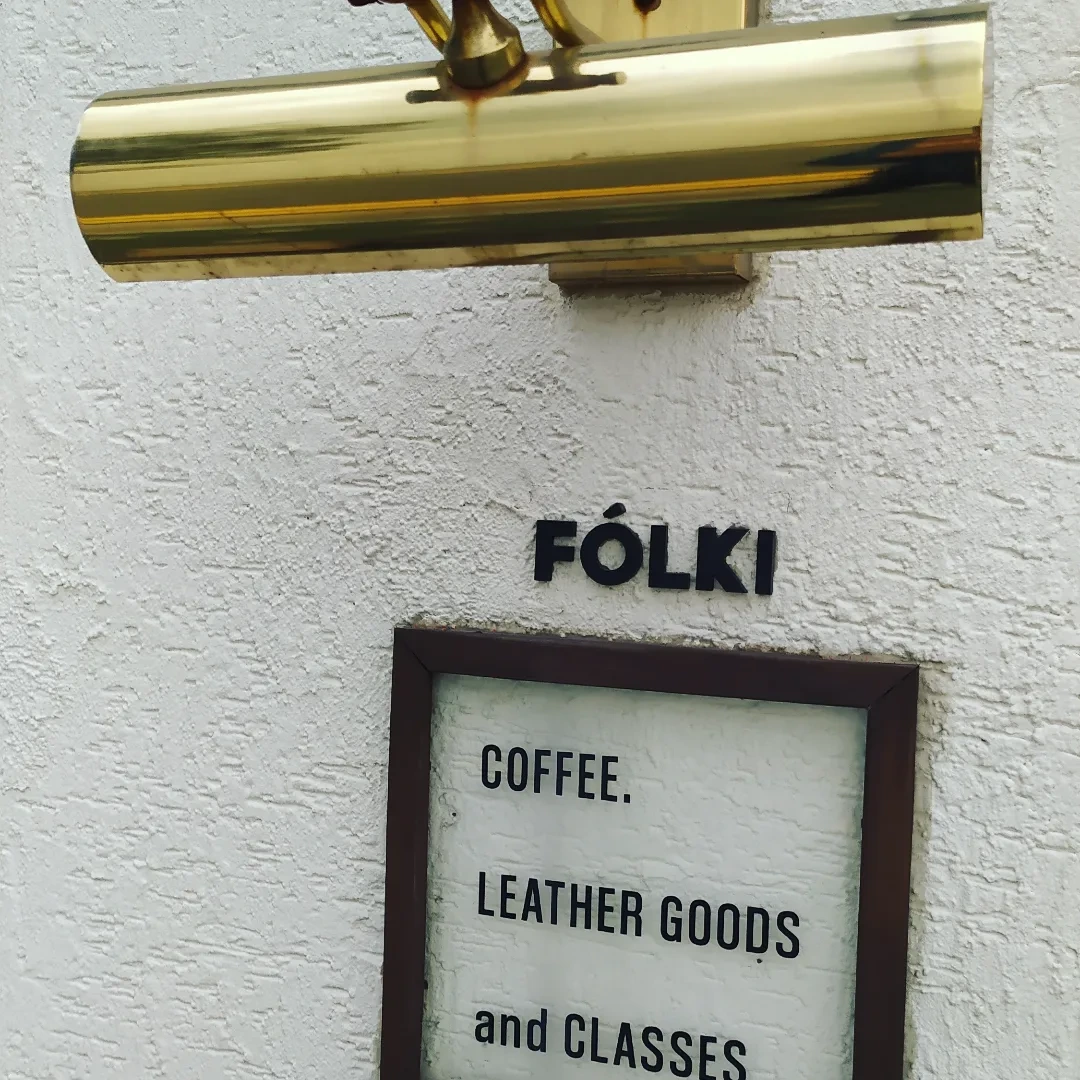 FÓLKI
COFFEE.
LEATHER GOODS
and CLASSES